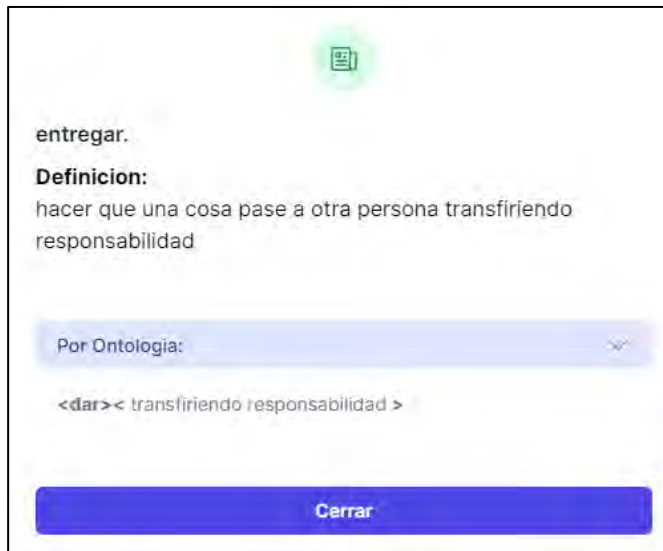 entregar.
Definicion:
hacer que una cosa pase a otra persona transfiriendo
responsabilidad
Por Ontologia:
<dar>< transfiriendo responsabilidad >
Cerrar